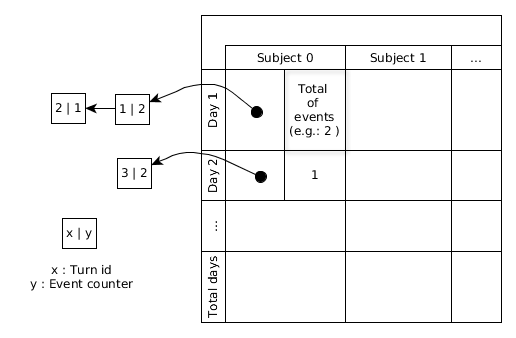 Subject 0
Subject 1
...
Day 1
Total
of
events
(e.g.: 2 )
2 | 1
1 | 2
Day 2
3 | 2
1
...
x | y
x : Turn id
y : Event counter
Total days